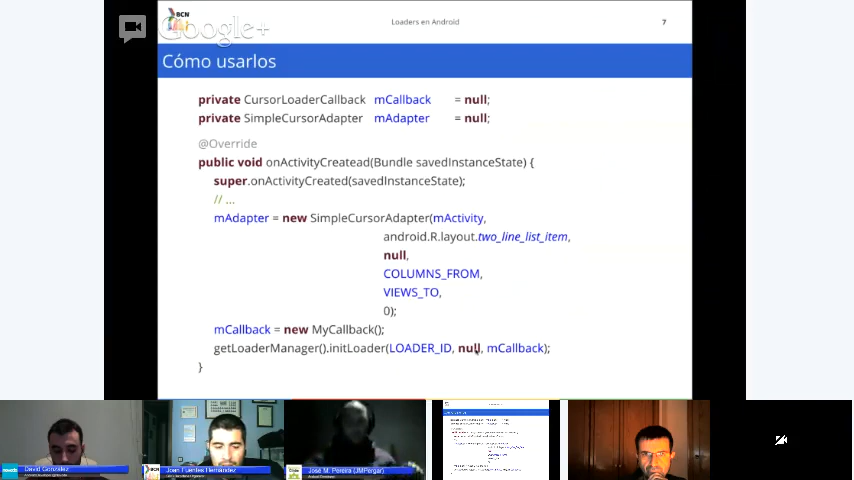 BCN
Google+
Loaders en Android
7
Cómo usarlos
private CursorLoaderCallback mCallback = null;
private SimpleCursorAdapter mAdapter = null;
@Override
public void onActivityCreatead(Bundle savedInstanceState) {
super.onActivityCreated(savedInstanceState);
// ...
mAdapter = new SimpleCursorAdapter(mActivity,
android.R.layout.two_line_list_item,
null,
COLUMNS_FROM,
VIEWS_TO,
0);
mCallback = new MyCallback();
getLoaderManager().initLoader(LOADER_ID, null, mCallback);
}
David González
Joan Fuentes Hernández
José M. Pereira (JMPergar)